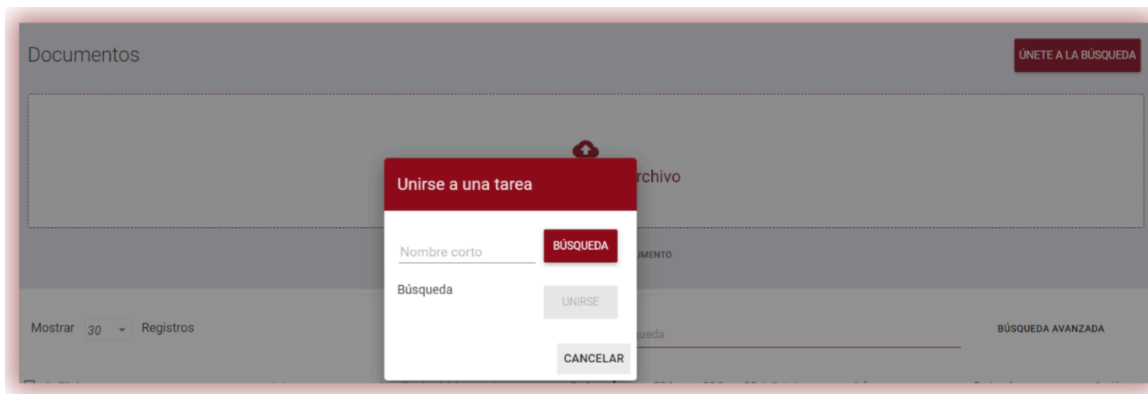 Documentos
ÚNETE A LA BÚSQUEDA
rchivo
Unirse a una tarea
Nombre corto
BÚSQUEDA
UMENTO
Búsqueda
UNIRSE
Mostrar 30 Registros
queda
BÚSQUEDA AVANZADA
CANCELAR